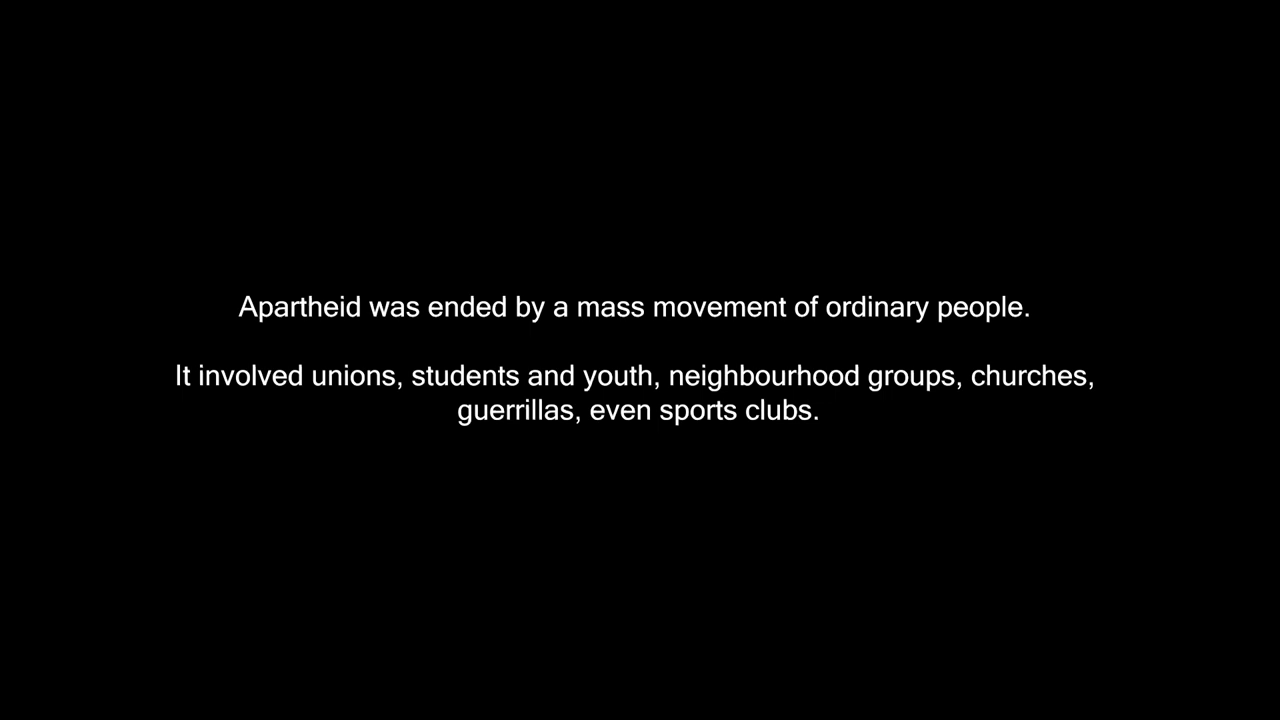 Apartheid was ended by a mass movement of ordinary people.
It involved unions, students and youth, neighbourhood groups, churches,
guerrillas, even sports clubs.